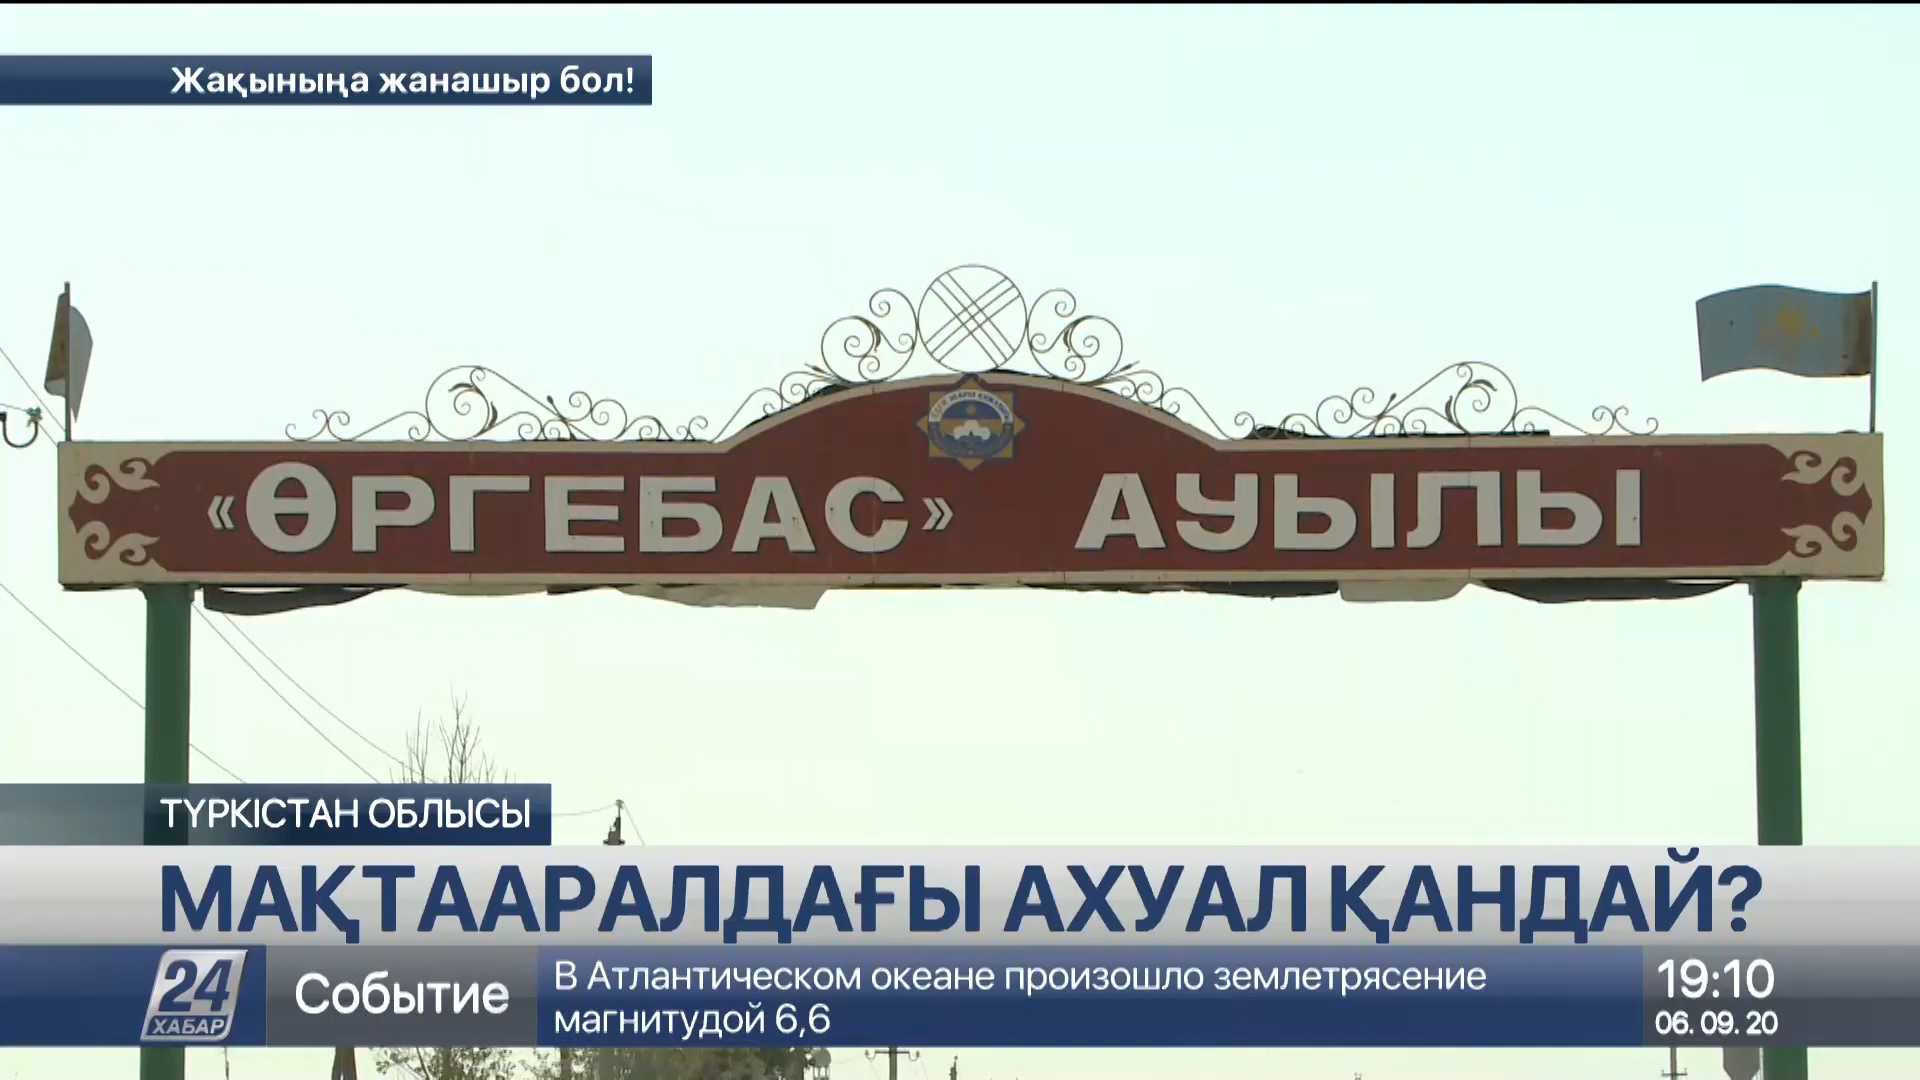 Жақыныңа жанашыр бол!
«ӨРГЕБАС» АУЫЛЫ
ТҮРКІСТАН ОБЛЫСЫ
МАҚТААРАЛДАҒЫ АХУАЛ ҚАНДАЙ?
24
ХАБАР
Событие
В Атлантическом океане произошло землетрясение
магнитудой 6,6
19:10
06. 09. 20